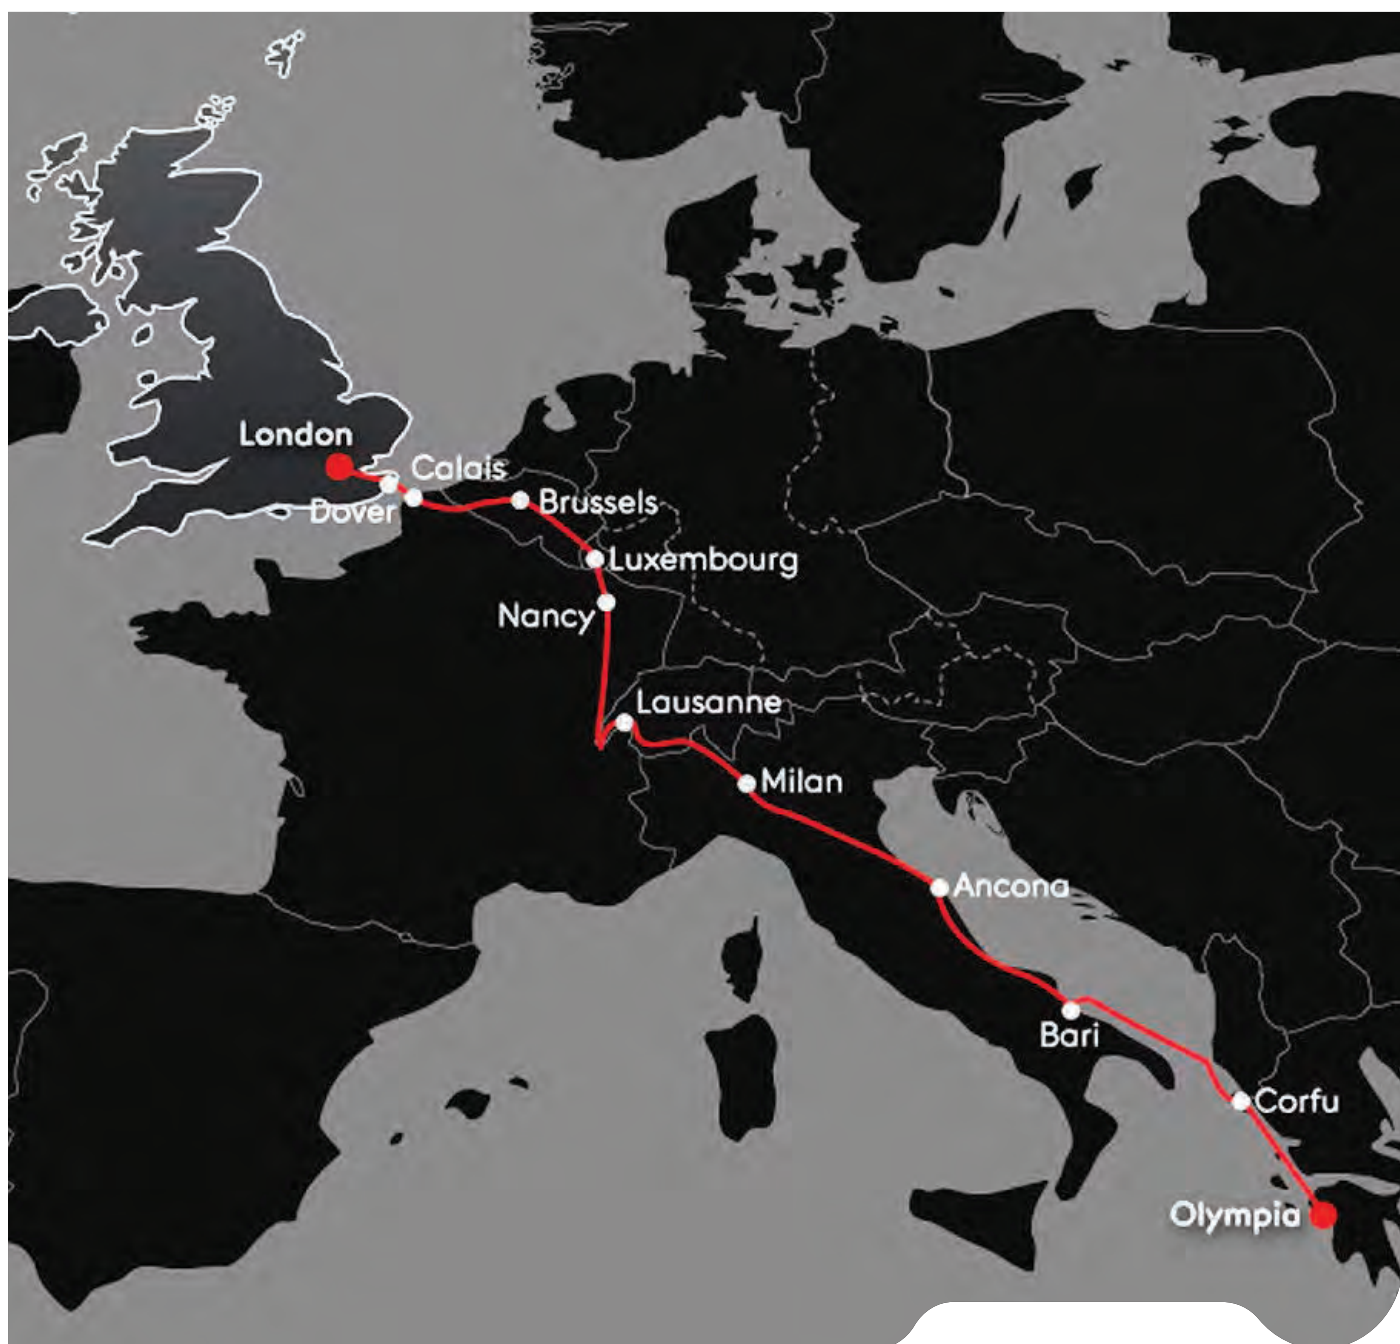 London
Calais
Dover
Brussels
Luxembourg
Nancy
Lausanne
Milan
Ancona
Bari
Corfu
Olympia